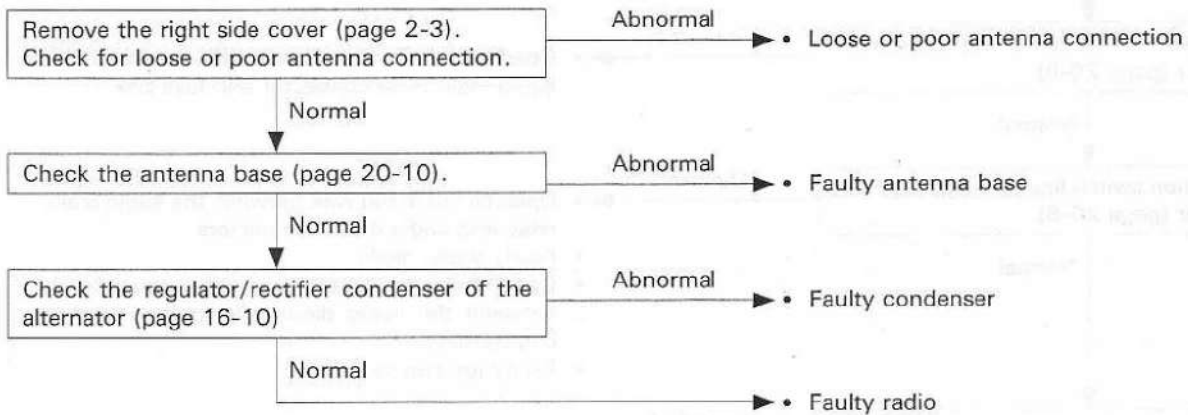 Remove the right side cover (page 2-3).
Check for loose or poor antenna connection.
Abnormal
• Loose or poor antenna connection
Normal
Check the antenna base (page 20-10).
Abnormal
• Faulty antenna base
Normal
Check the regulator/rectifier condenser of the
alternator (page 16-10)
Abnormal
• Faulty condenser
Normal
• Faulty radio